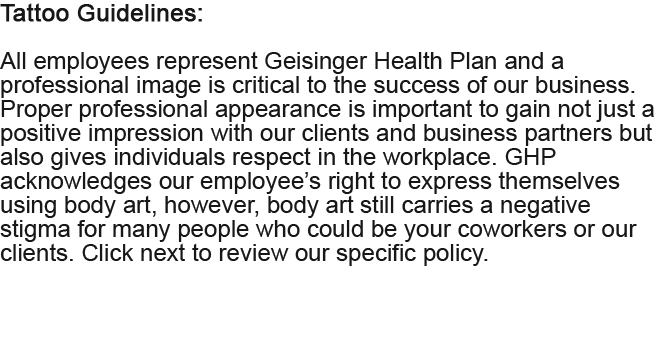 Tattoo Guidelines:
All employees represent Geisinger Health Plan and a
professional image is critical to the success of our business.
Proper professional appearance is important to gain not just a
positive impression with our clients and business partners but
also gives individuals respect in the workplace. GHP
acknowledges our employee’s right to express themselves
using body art, however, body art still carries a negative
stigma for many people who could be your coworkers or our
clients. Click next to review our specific policy.